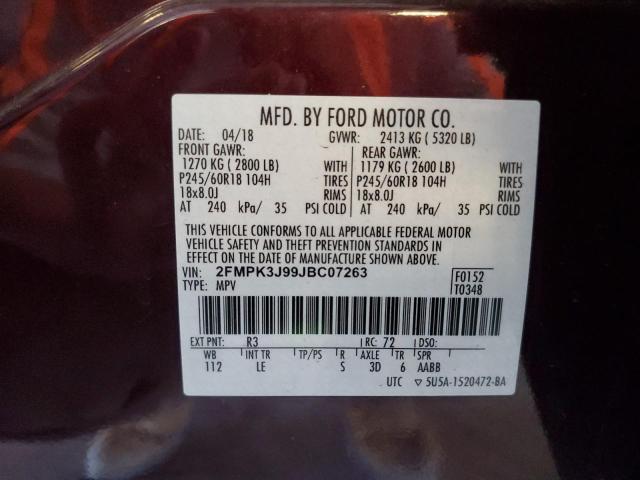 MFD. BY FORD MOTOR CO.
DATE: 04/18 GVWR: 2413 KG ( 5320 LB)
FRONT GAWR: REAR GAWR:
1270 KG ( 2800 LB) WITH 1179 KG ( 2600 LB) WITH
P245/60R18 104H TIRES P245/60R18 104H TIRES
18x8.0J RIMS 18x8.0J RIMS
AT 240 kPa/ 35 PSI COLD AT 240 kPa/ 35 PSI COLD
THIS VEHICLE CONFORMS TO ALL APPLICABLE FEDERAL MOTOR
VEHICLE SAFETY AND THEFT PREVENTION STANDARDS IN
EFFECT ON THE DATE OF MANUFACTURE SHOWN ABOVE.
VIN: 2FMPK3J99JBC07263 F0152
TYPE: MPV T0348
EXT PNT: R3 RC: 72 DSO:
WB INT TR TP/PS R AXLE TR SPR
112 LE S 3D 6 AABB
UTC ▽ 5U5A-1520472-BA